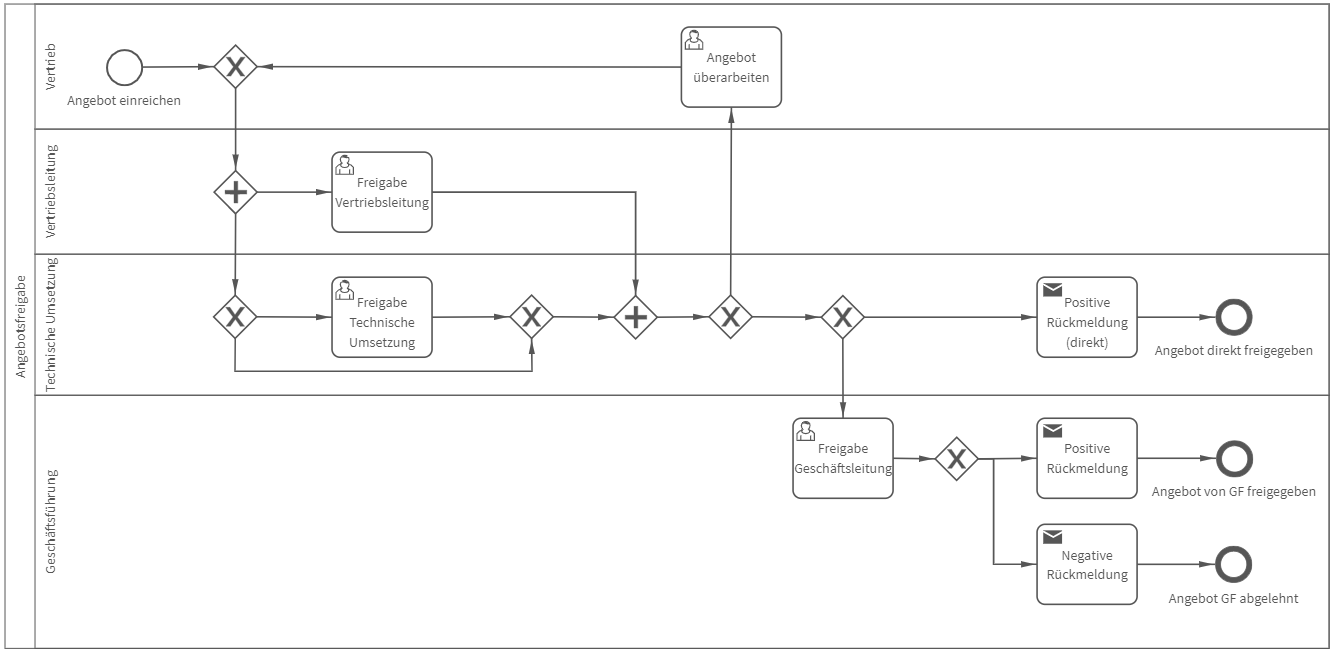 Angebotsfreigabe
Vertrieb
Angebot einreichen
Angebot
überarbeiten
Vertriebsleitung
Freigabe
Vertriebsleitung
Technische Umsetzung
Freigabe
Technische
Umsetzung
Positive
Rückmeldung
(direkt)
Angebot direkt freigegeben
Geschäftsführung
Freigabe
Geschäftsleitung
Positive
Rückmeldung
Angebot von GF freigegeben
Negative
Rückmeldung
Angebot GF abgelehnt